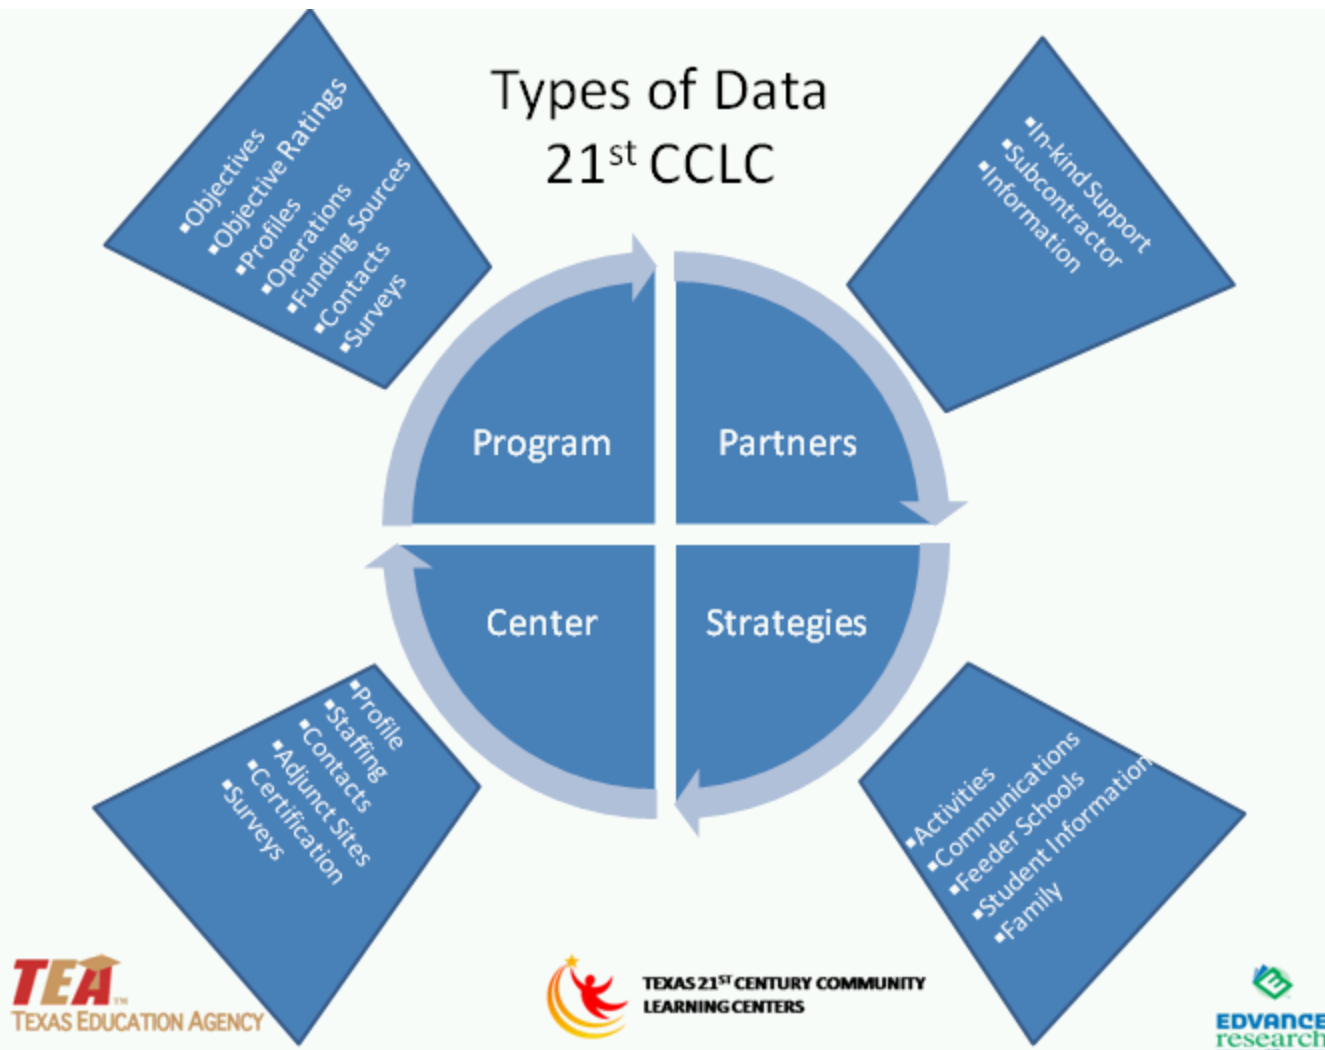 Types of Data
21st CCLC
▪Objectives
▪Objective Ratings
▪Profiles
▪Operations
▪Funding Sources
▪Contacts
▪Surveys
▪In-kind Support
▪Subcontractor
▪Information
Program
Partners
Center
Strategies
▪Profile
▪Staffing
▪Contacts
▪Adjunct Sites
▪Certification
▪Surveys
▪Activities
▪Communications
▪Feeder Schools
▪Student Information
▪Family
TEA™
TEXAS EDUCATION AGENCY
TEXAS 21ST CENTURY COMMUNITY
LEARNING CENTERS
EDVANCE
research